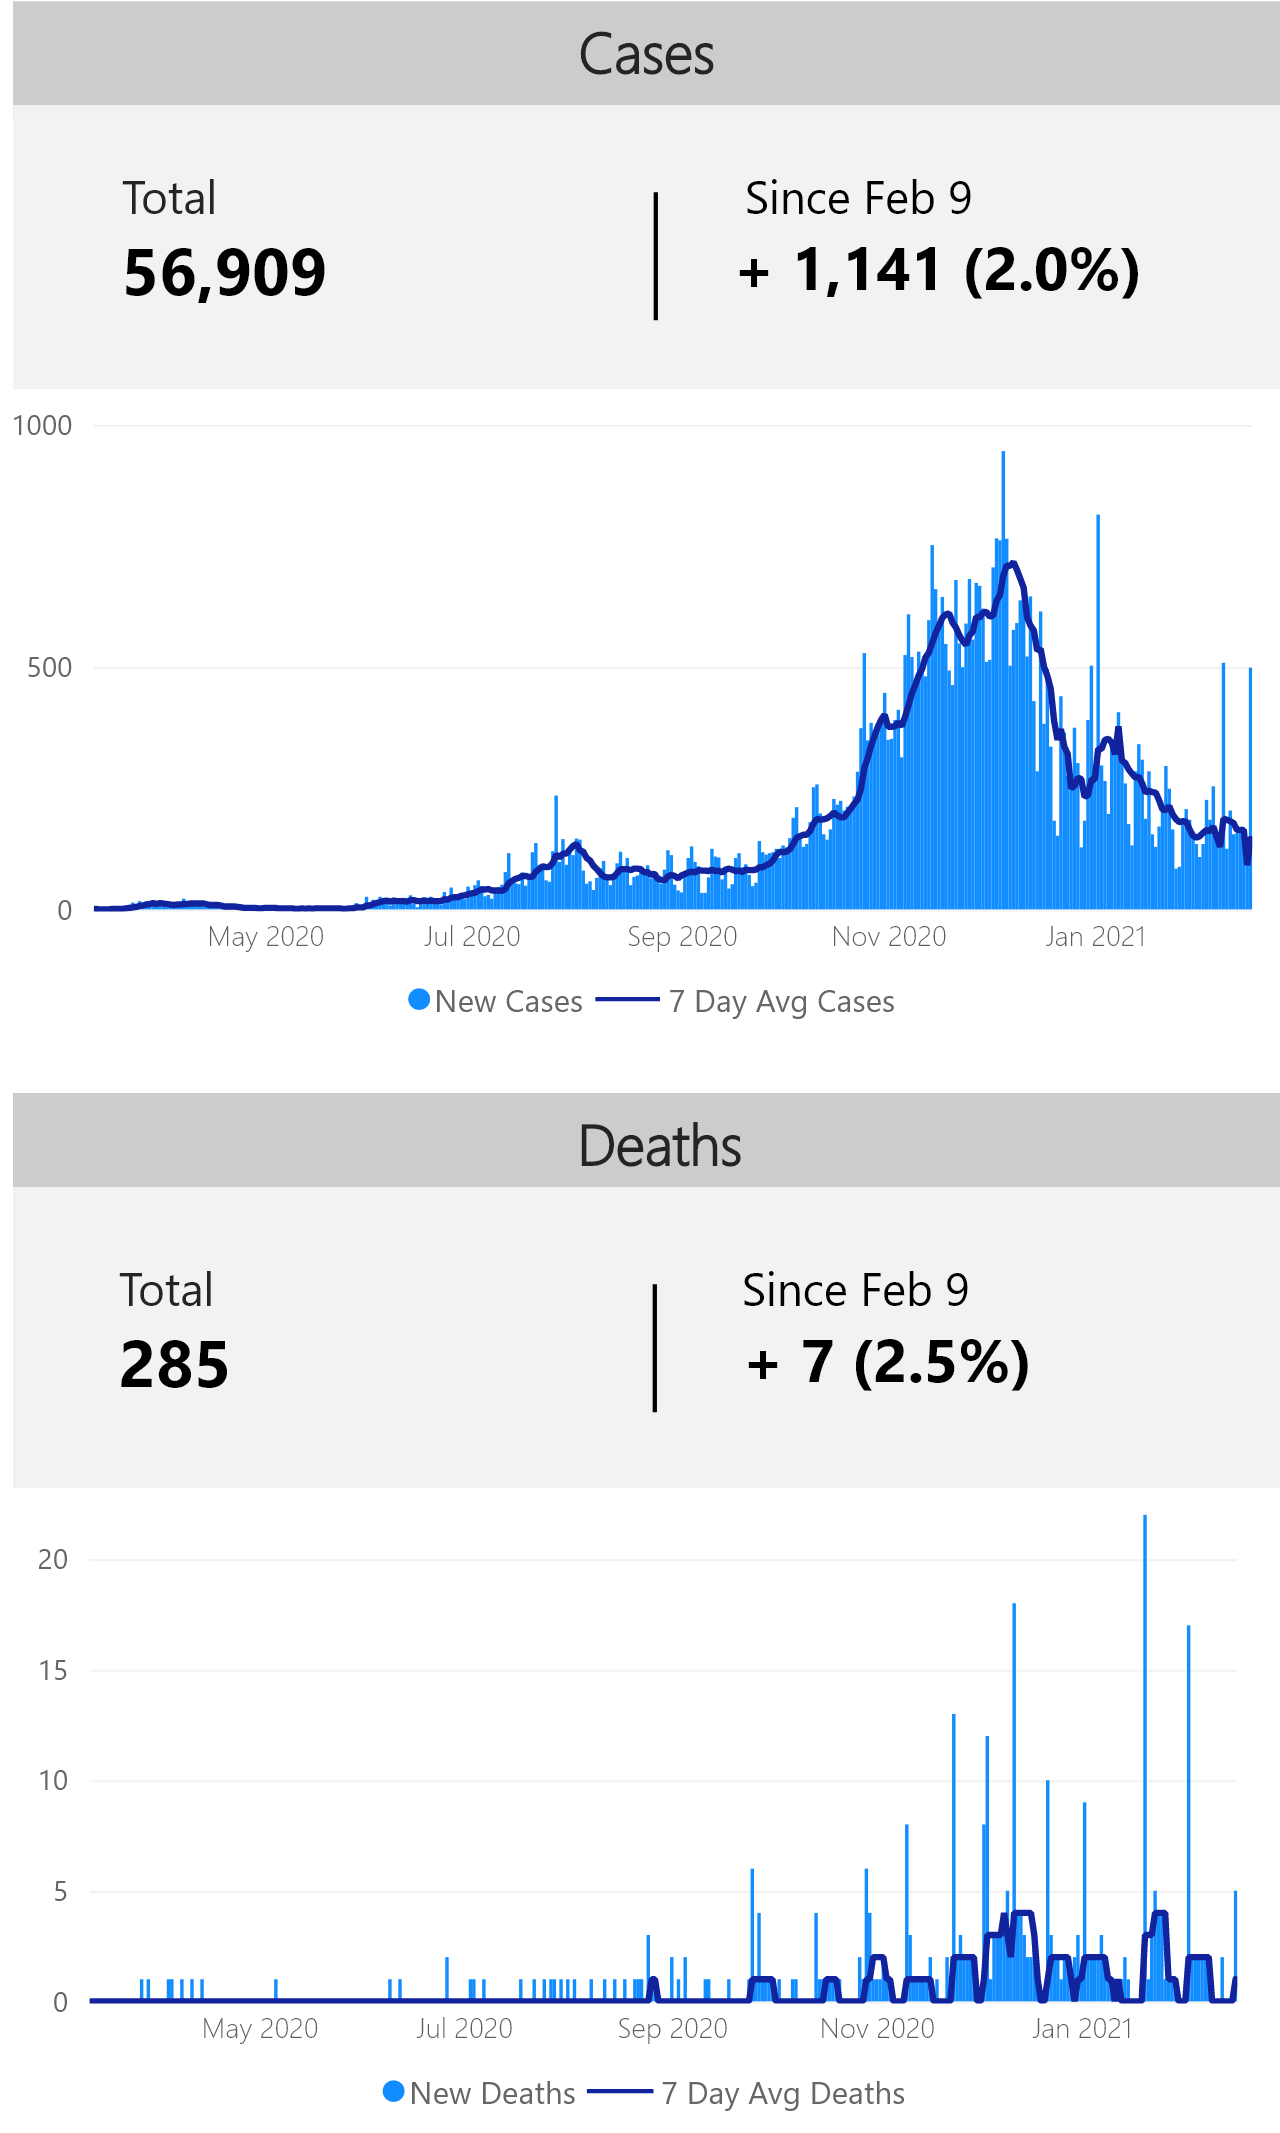 Cases
Total
Since Feb 9
56,909
+ 1,141 (2.0%)
1000
500
0
May 2020 Jul 2020 Sep 2020 Nov 2020 Jan 2021
New Cases 7 Day Avg Cases
Deaths
Total
Since Feb 9
285
+ 7 (2.5%)
20
15
10
5
0
May 2020 Jul 2020 Sep 2020 Nov 2020 Jan 2021
New Deaths 7 Day Avg Deaths